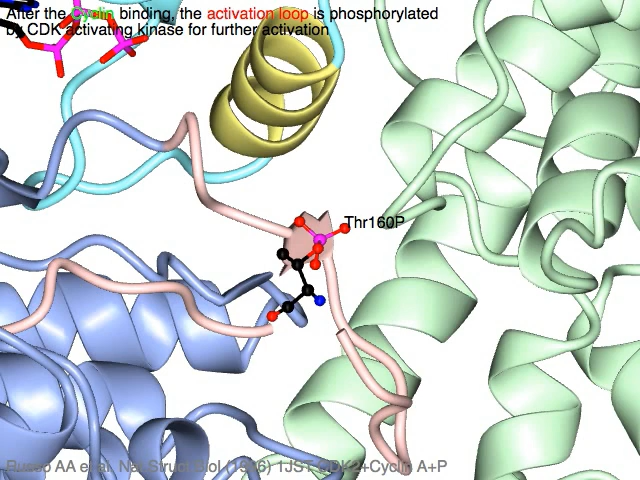 After the Cyclin binding, the activation loop is phosphorylated
by CDK activating kinase for further activation
Thr160P
Russo AA et al. Nat Struct Biol (1996) 1JST CDK2+Cyclin A+P